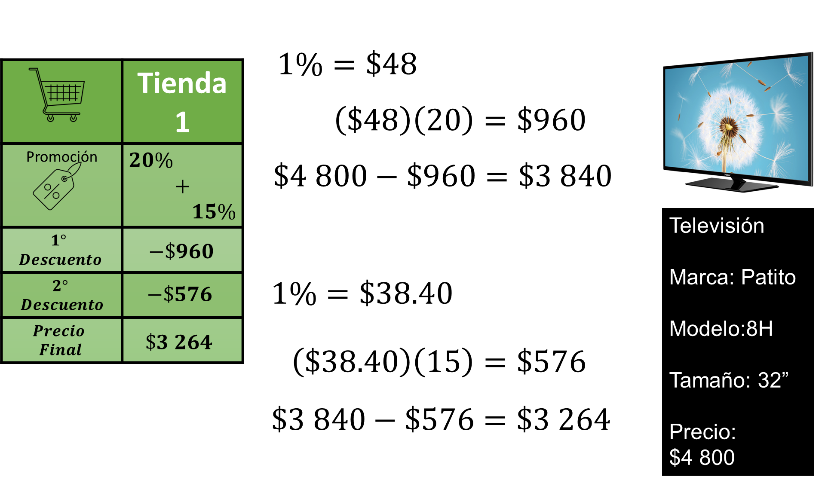 Tienda
1
Promoción
20%
+
15%
1°
Descuento
−$960
2°
Descuento
−$576
Precio
Final
$3 264
1% = $48
($48)(20) = $960
$4 800 − $960 = $3 840
1% = $38.40
($38.40)(15) = $576
$3 840 − $576 = $3 264
Televisión
Marca: Patito
Modelo:8H
Tamaño: 32”
Precio:
$4 800